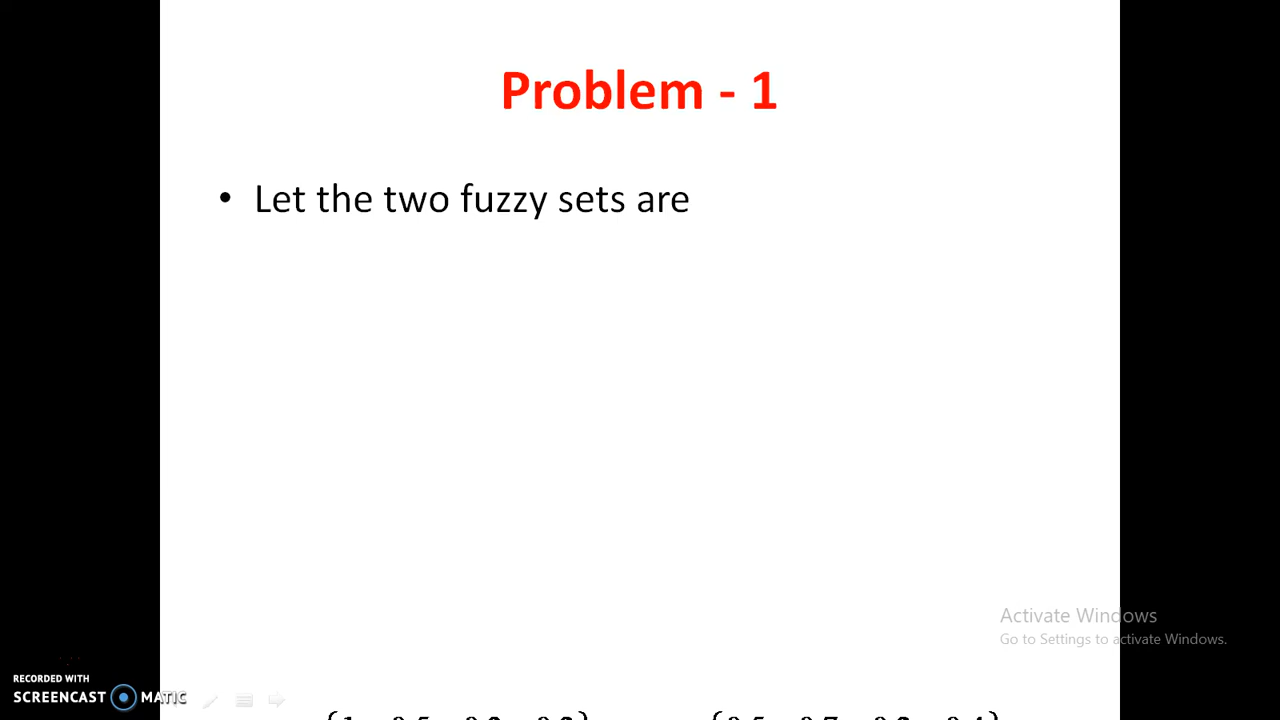 Problem - 1
• Let the two fuzzy sets are
Activate Windows
Go to Settings to activate Windows.
RECORDED WITH
SCREENCAST MATIC